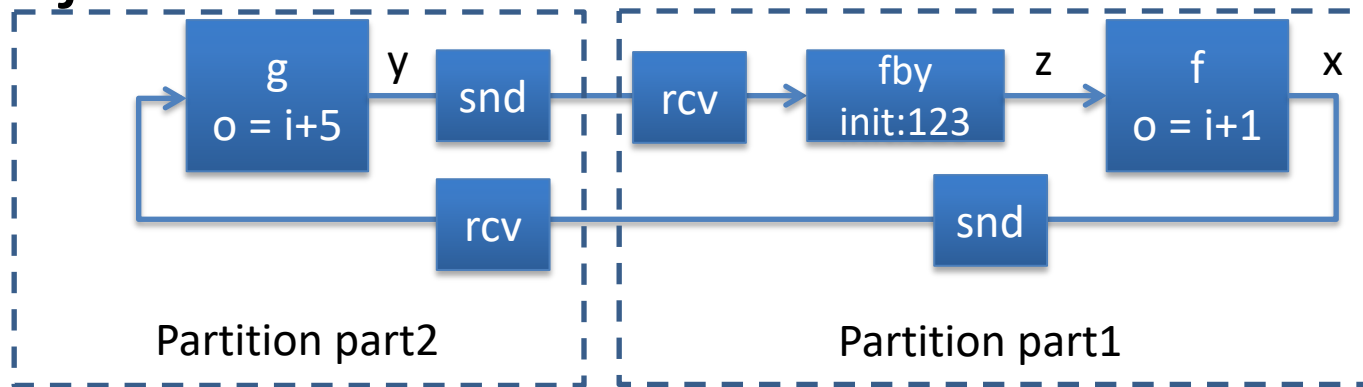 g
o = i+5
y
snd
rcv
fby
init:123
z
f
o = i+1
x
rcv
snd
Partition part2
Partition part1